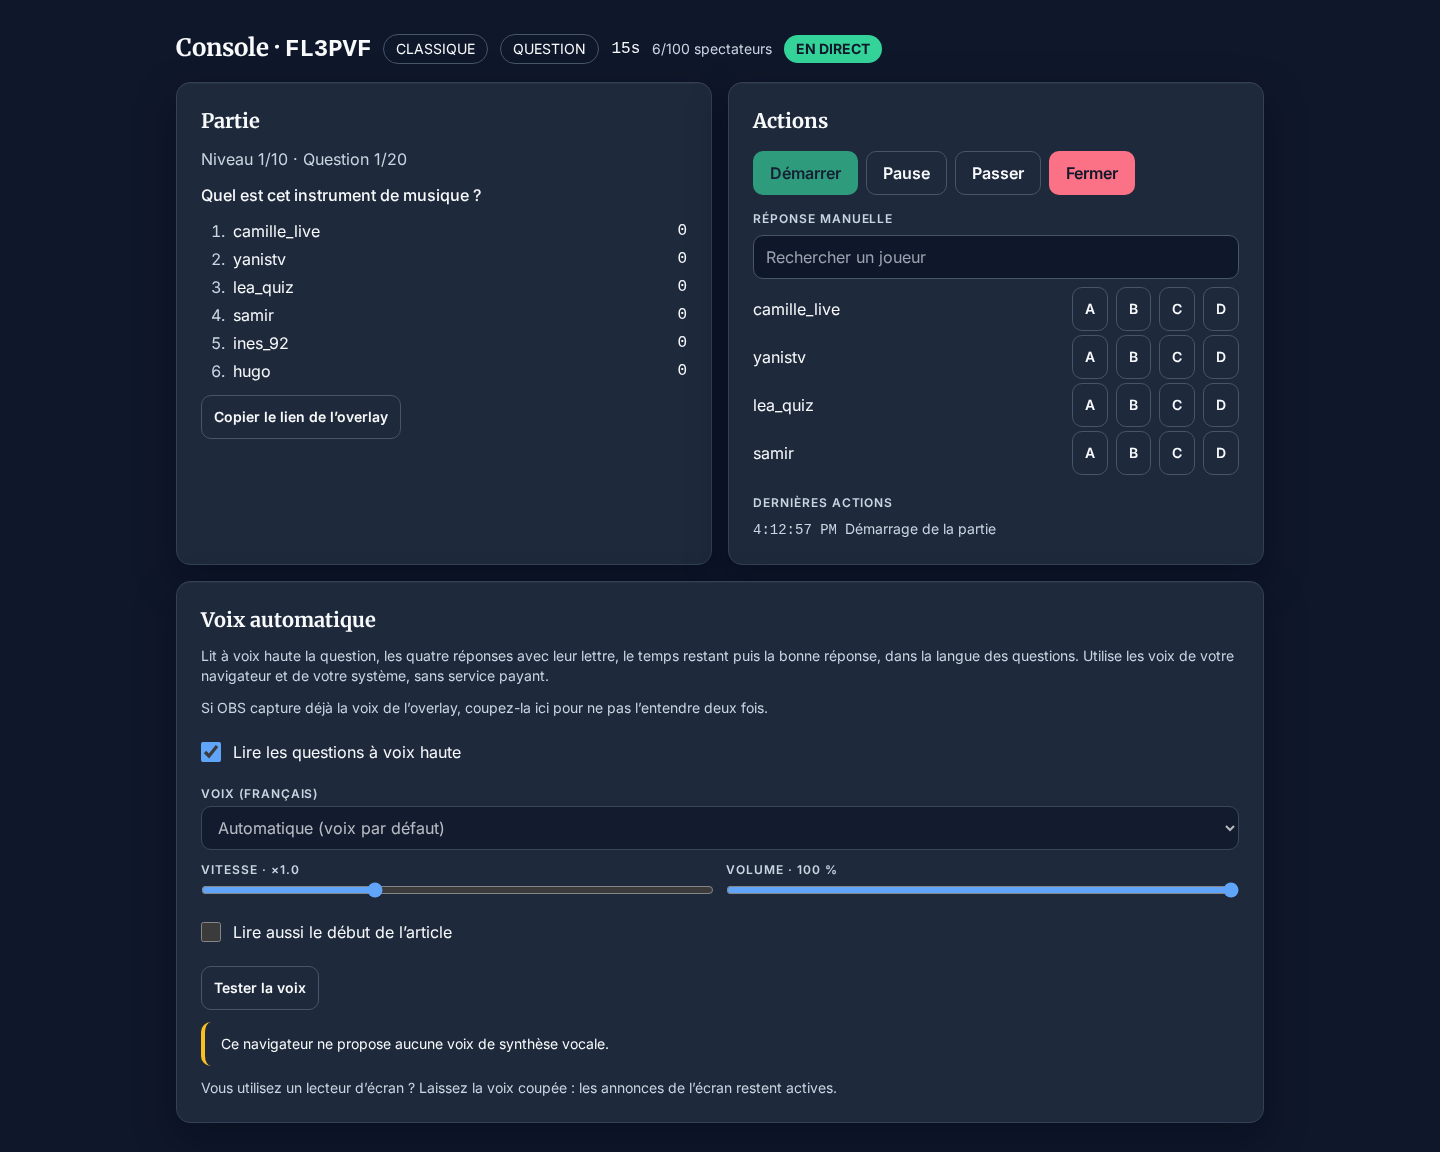 Console · FL3PVF CLASSIQUE QUESTION 15s 6/100 spectateurs EN DIRECT
Partie
Niveau 1/10 · Question 1/20
Quel est cet instrument de musique ?
1. camille_live 0
2. yanistv 0
3. lea_quiz 0
4. samir 0
5. ines_92 0
6. hugo 0
Copier le lien de l’overlay
Actions
Démarrer Pause Passer Fermer
RÉPONSE MANUELLE
Rechercher un joueur
camille_live A B C D
yanistv A B C D
lea_quiz A B C D
samir A B C D
DERNIÈRES ACTIONS
4:12:57 PM Démarrage de la partie
Voix automatique
Lit à voix haute la question, les quatre réponses avec leur lettre, le temps restant puis la bonne réponse, dans la langue des questions. Utilise les voix de votre
navigateur et de votre système, sans service payant.
Si OBS capture déjà la voix de l’overlay, coupez-la ici pour ne pas l’entendre deux fois.
Lire les questions à voix haute
VOIX (FRANÇAIS)
Automatique (voix par défaut)
VITESSE · ×1.0 VOLUME · 100 %
Lire aussi le début de l’article
Tester la voix
Ce navigateur ne propose aucune voix de synthèse vocale.
Vous utilisez un lecteur d’écran ? Laissez la voix coupée : les annonces de l’écran restent actives.